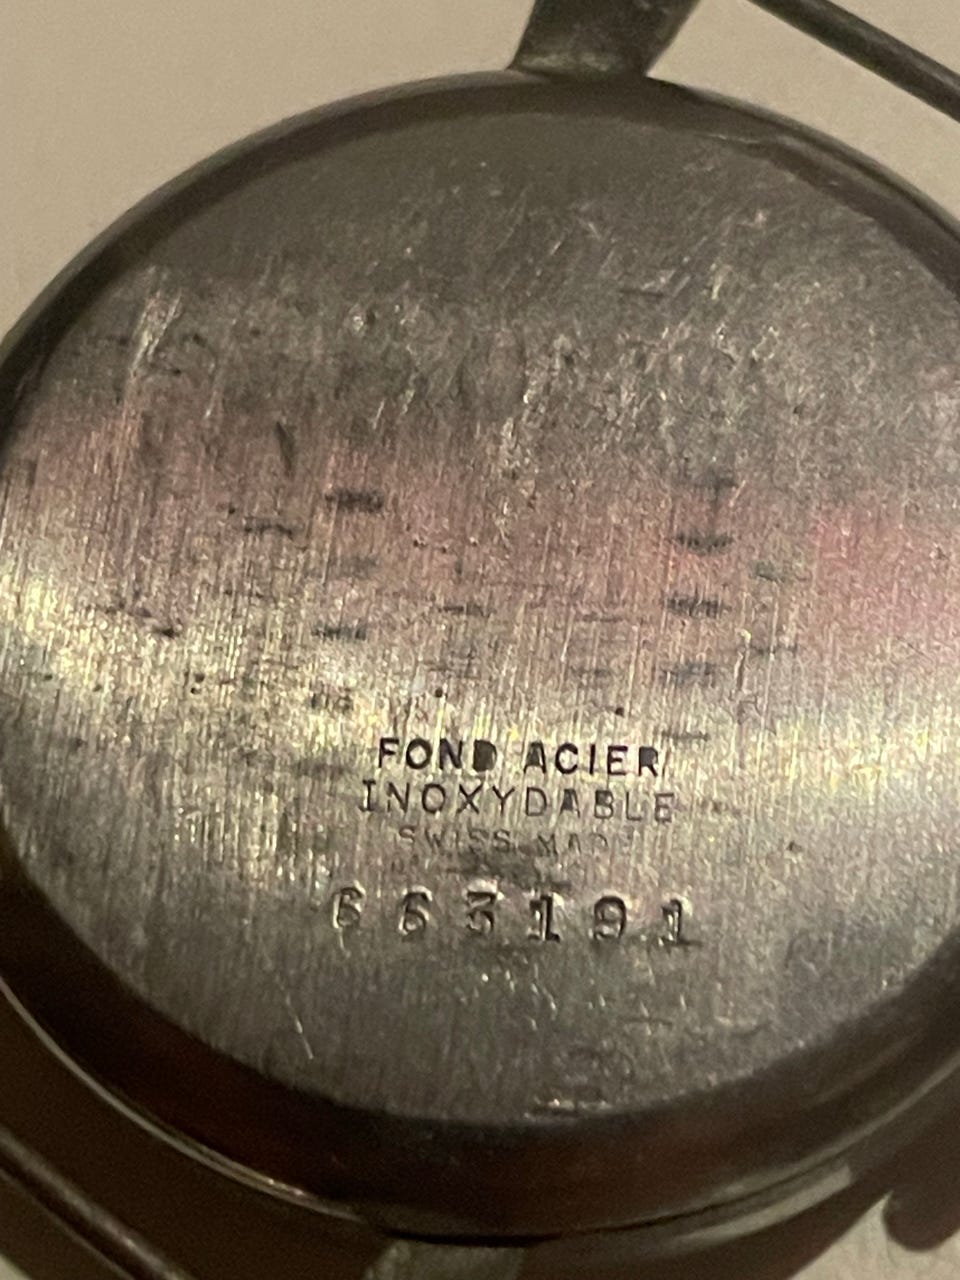 FOND ACIER
INOXYDABLE
SWISS MADE
663191